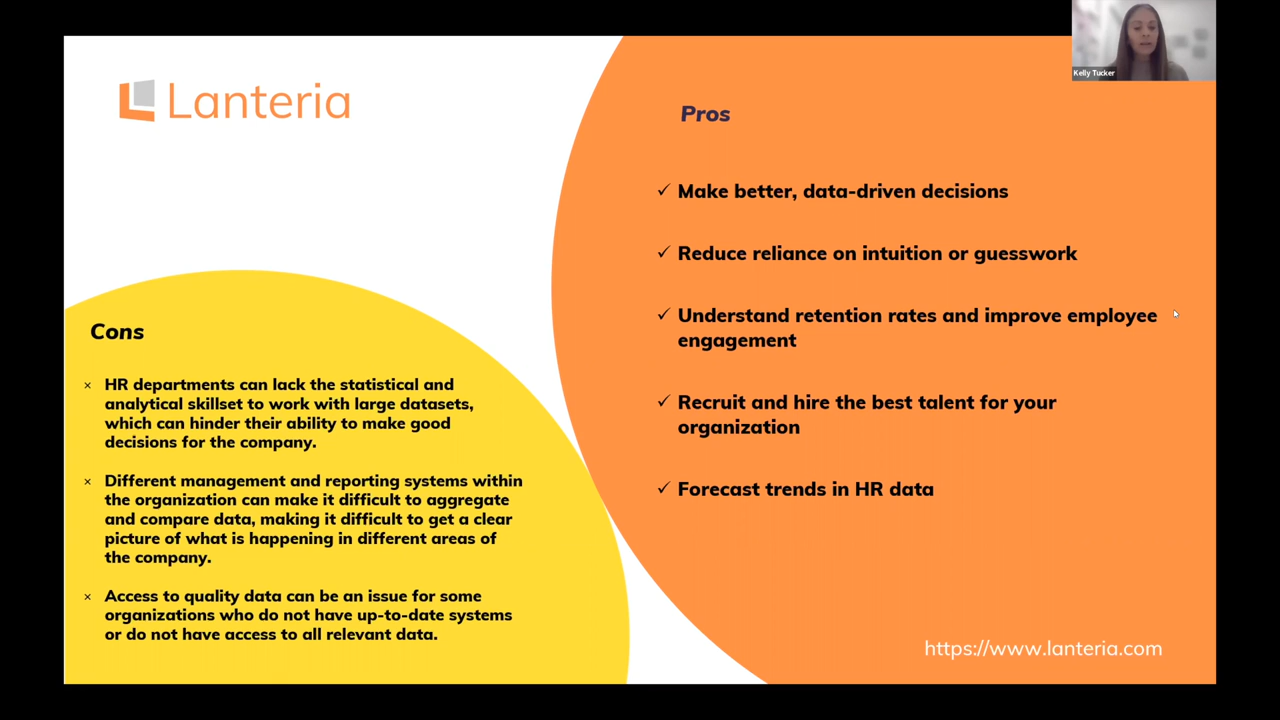 Lanteria
Kelly Tucker
Pros
✓ Make better, data-driven decisions
✓ Reduce reliance on intuition or guesswork
✓ Understand retention rates and improve employee
engagement
✓ Recruit and hire the best talent for your
organization
✓ Forecast trends in HR data
Cons
× HR departments can lack the statistical and
analytical skillset to work with large datasets,
which can hinder their ability to make good
decisions for the company.
× Different management and reporting systems within
the organization can make it difficult to aggregate
and compare data, making it difficult to get a clear
picture of what is happening in different areas of
the company.
× Access to quality data can be an issue for some
organizations who do not have up-to-date systems
or do not have access to all relevant data.
https://www.lanteria.com